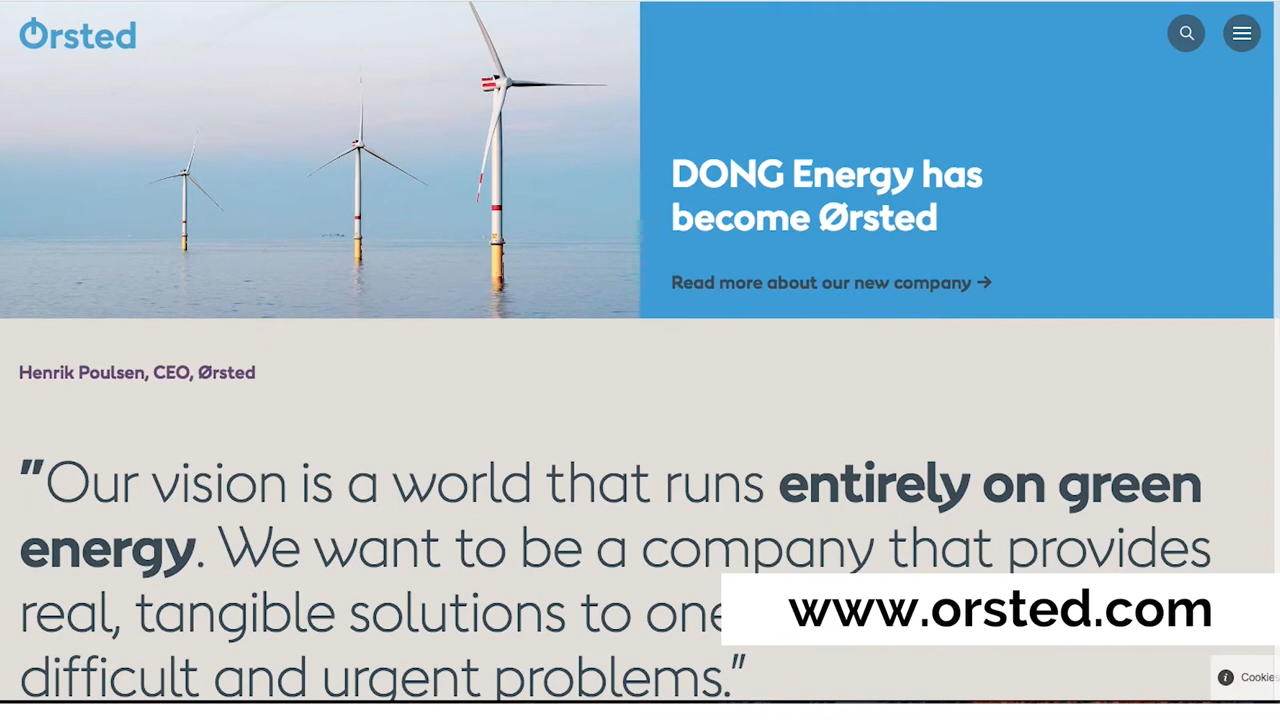 Ørsted
DONG Energy has
become Ørsted
Read more about our new company →
Henrik Poulsen, CEO, Ørsted
"Our vision is a world that runs entirely on green
energy. We want to be a company that provides
real, tangible solutions to one
difficult and urgent problems."
www.orsted.com
Cookies